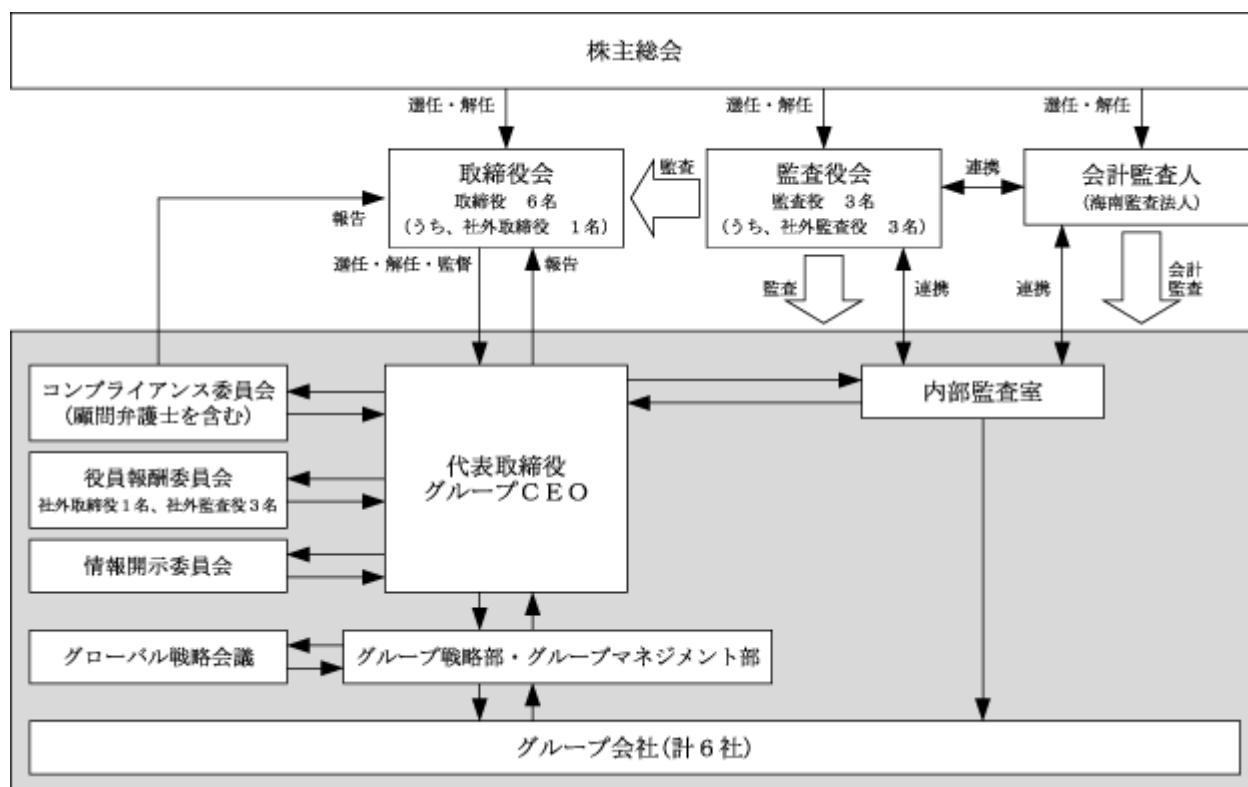 株主総会
選任・解任
選任・解任
選任・解任
取締役会
取締役　6名
(うち、社外取締役　1名)
監査
監査役会
監査役　3名
(うち、社外監査役　3名)
連携
会計監査人
(海南監査法人)
報告
選任・解任・監督
報告
監査
連携
連携
会計
監査
コンプライアンス委員会
(顧問弁護士を含む)
役員報酬委員会
社外取締役1名、社外監査役3名
情報開示委員会
代表取締役
グループCEO
内部監査室
グローバル戦略会議
グループ戦略部・グループマネジメント部
グループ会社(計6社)